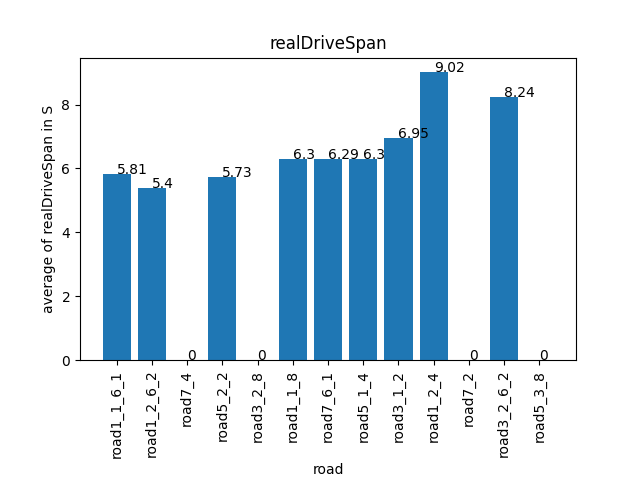 realDriveSpan
average of realDriveSpan in S
8
6
4
2
0
5.81
5.4
0
5.73
0
6.3
6.29
6.3
6.95
9.02
0
8.24
0
road1_1_6_1
road1_2_6_2
road7_4
road5_2_2
road3_2_8
road1_1_8
road7_6_1
road5_1_4
road3_1_2
road1_2_4
road7_2
road3_2_6_2
road5_3_8
road